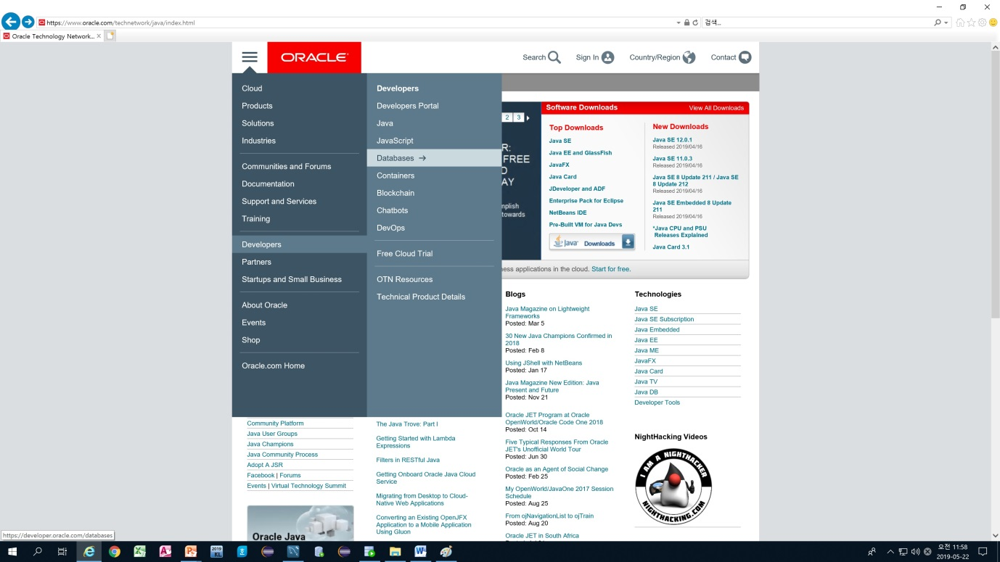 https://www.oracle.com/technetwork/java/index.html
검색...
Oracle Technology Network...
ORACLE
Search
Sign In
Country/Region
Contact
Cloud
Products
Solutions
Industries
Communities and Forums
Documentation
Support and Services
Training
Developers
Partners
Startups and Small Business
About Oracle
Events
Shop
Oracle.com Home
Developers
Developers Portal
Java
JavaScript
Databases
Containers
Blockchain
Chatbots
DevOps
Free Cloud Trial
OTN Resources
Technical Product Details
2 3
R:
FREE
AY
nplish
towards
Software Downloads
View All Downloads
Top Downloads
Java SE
Java EE and GlassFish
JavaFX
Java Card
JDeveloper and ADF
Enterprise Pack for Eclipse
NetBeans IDE
Pre-Built VM for Java Devs
Java Downloads
New Downloads
Java SE 12.0.1
Released 2019/04/16
Java SE 11.0.3
Released 2019/04/16
Java SE 8 Update 211 / Java SE
8 Update 212
Released 2019/04/16
Java SE Embedded 8 Update
211
Released 2019/04/16
*Java CPU and PSU
Releases Explained
Java Card 3.1
ness applications in the cloud. Start for free.
Community Platform
Java User Groups
Java Champions
Java Community Process
Adopt A JSR
Facebook | Forums
Events | Virtual Technology Summit
Oracle Java
The Java Trove: Part I
Getting Started with Lambda
Expressions
Filters in RESTful Java
Getting Onboard Oracle Java Cloud
Service
Migrating from Desktop to Cloud-
Native Web Applications
Converting an Existing OpenJFX
Application to a Mobile Application
Using Gluon
Blogs
Java Magazine on Lightweight
Frameworks
Posted: Mar 5
30 New Java Champions Confirmed in
2018
Posted: Feb 8
Using JShell with NetBeans
Posted: Jan 17
Java Magazine New Edition: Java
Present and Future
Posted: Nov 21
Oracle JET Program at Oracle
OpenWorld/Oracle Code One 2018
Posted: Oct 14
Five Typical Responses From Oracle
JET's Unofficial World Tour
Posted: Jun 30
Oracle as an Agent of Social Change
Posted: Feb 25
My OpenWorld/JavaOne 2017 Session
Schedule
Posted: Aug 25
From ojNavigationList to ojTrain
Posted: Aug 20
Oracle JET in South Africa
Technologies
Java SE
Java SE Subscription
Java Embedded
Java EE
Java ME
JavaFX
Java Card
Java TV
Java DB
Developer Tools
NightHacking Videos
I AM A NIGHTHACKER
NIGHTHACKING.COM
https://developer.oracle.com/databases
2019
오전 11:58
2019-05-22